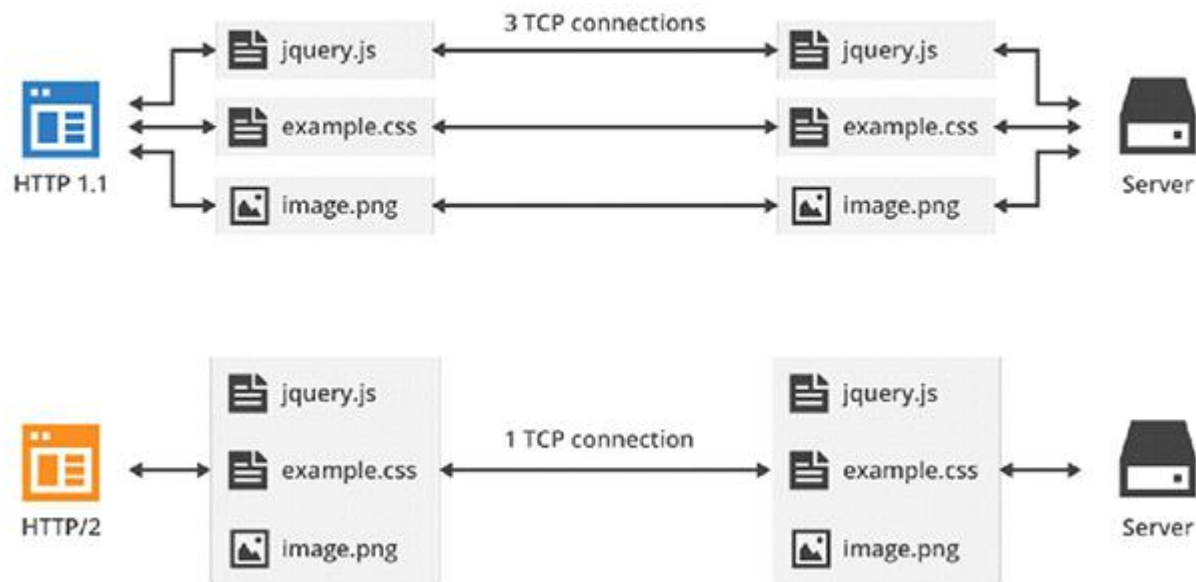 3 TCP connections
jquery.js
jquery.js
example.css
example.css
HTTP 1.1
Server
image.png
image.png
jquery.js
jquery.js
1 TCP connection
example.css
example.css
HTTP/2
Server
image.png
image.png